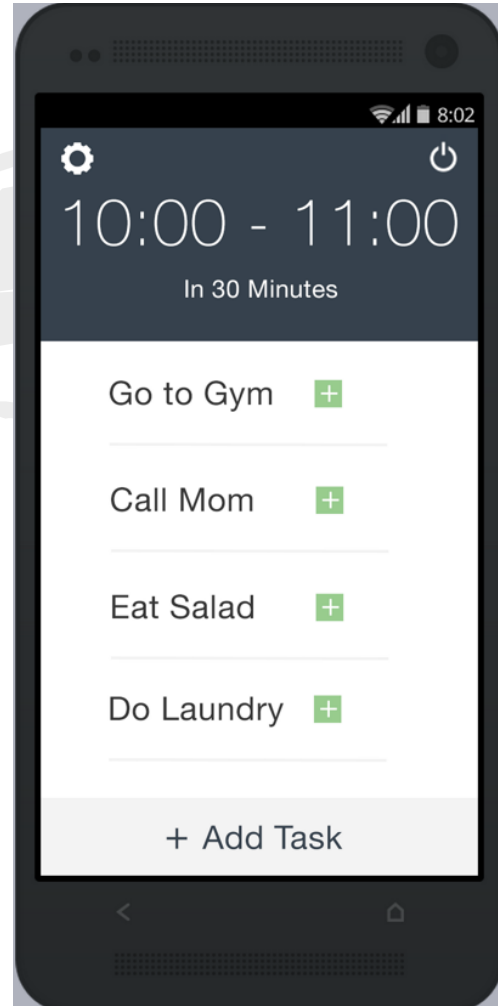 8:02
10:00 - 11:00
In 30 Minutes
Go to Gym
Call Mom
Eat Salad
Do Laundry
+ Add Task